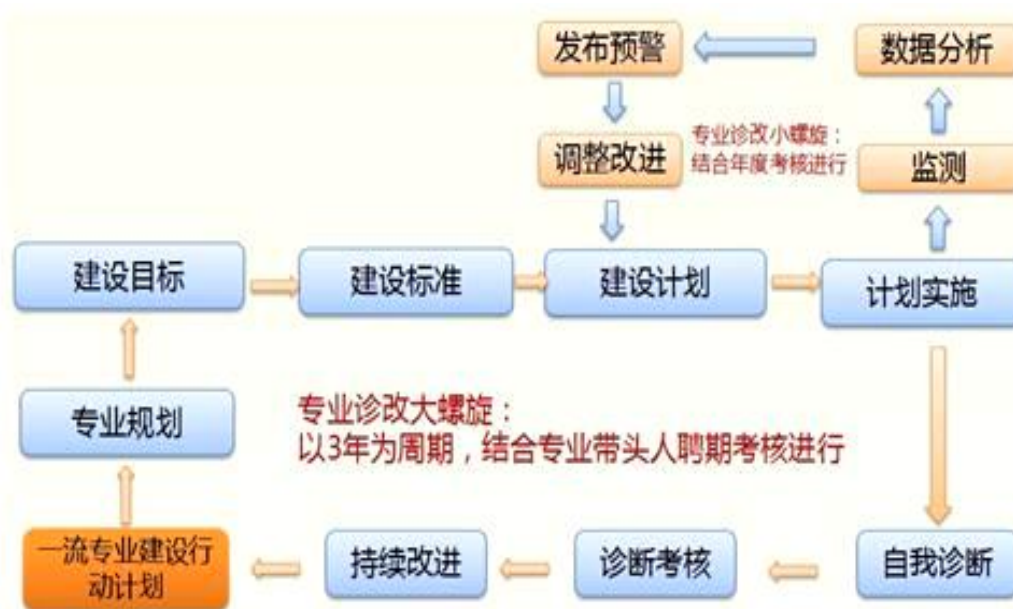 发布预警
数据分析
调整改进
专业诊改小螺旋：
结合年度考核进行
监测
建设目标
建设标准
建设计划
计划实施
专业规划
专业诊改大螺旋：
以3年为周期，结合专业带头人聘期考核进行
一流专业建设行
动计划
持续改进
诊断考核
自我诊断